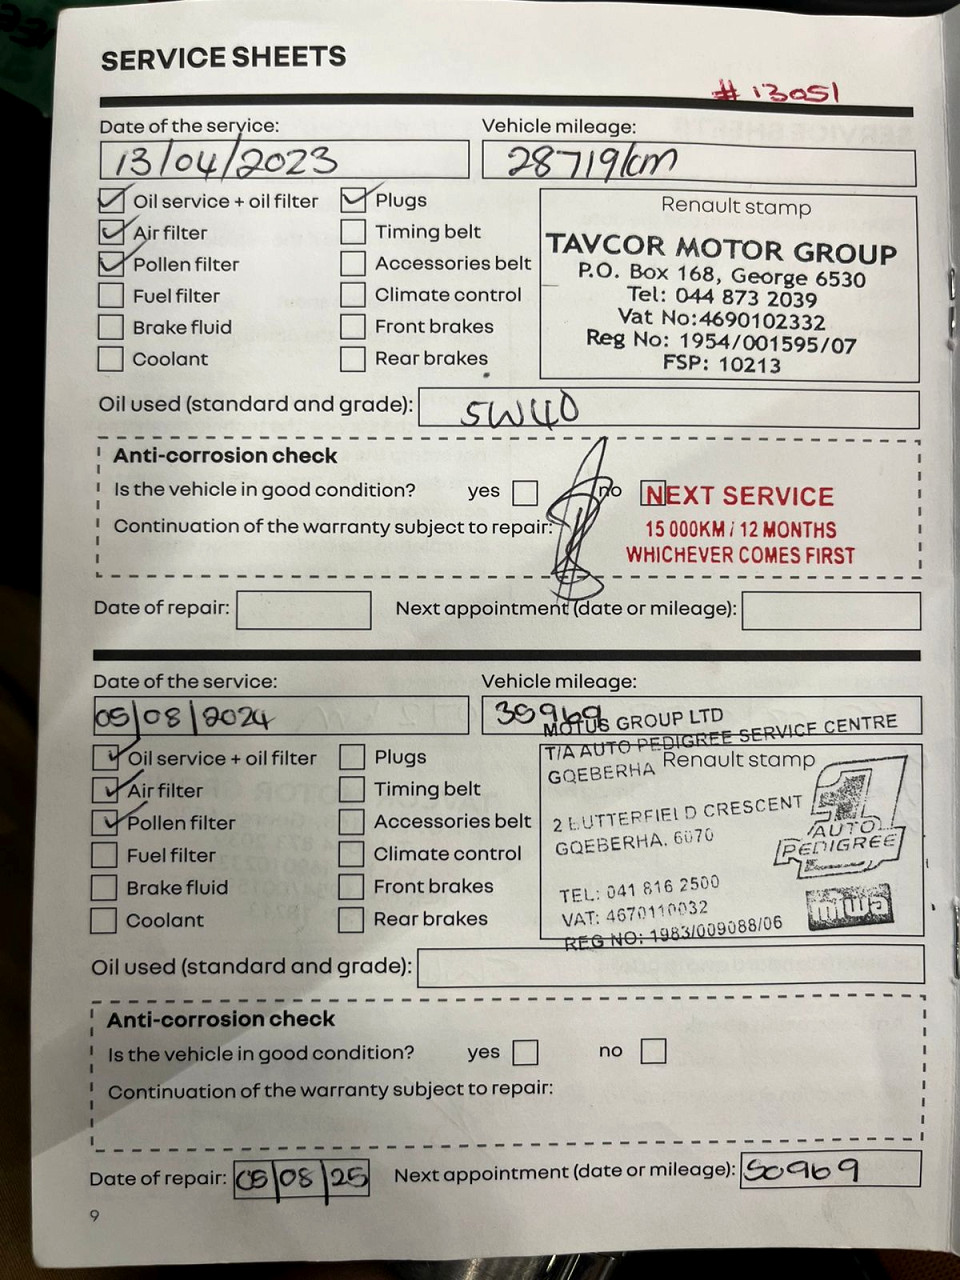 SERVICE SHEETS
# 13051
Date of the service: Vehicle mileage:
13/04/2023 28719km
Oil service + oil filter Plugs
Air filter Timing belt
Pollen filter Accessories belt
Fuel filter Climate control
Brake fluid Front brakes
Coolant Rear brakes
Renault stamp
TAVCOR MOTOR GROUP
P.O. Box 168, George 6530
Tel: 044 873 2039
Vat No:4690102332
Reg No: 1954/001595/07
FSP: 10213
Oil used (standard and grade): 5W40
Anti-corrosion check
Is the vehicle in good condition? yes no
Continuation of the warranty subject to repair:
NEXT SERVICE
15 000KM / 12 MONTHS
WHICHEVER COMES FIRST
Date of repair: Next appointment (date or mileage):
Date of the service: Vehicle mileage:
05/08/2024 35969
Oil service + oil filter Plugs
Air filter Timing belt
Pollen filter Accessories belt
Fuel filter Climate control
Brake fluid Front brakes
Coolant Rear brakes
MOTUS GROUP LTD
T/A AUTO PEDIGREE SERVICE CENTRE
GQEBERHA
Renault stamp
2 BUTTERFIELD CRESCENT
GQEBERHA, 6070
TEL: 041 816 2500
VAT: 4670110032
REG NO: 1983/009088/06
1
AUTO
PEDIGREE
Oil used (standard and grade):
Anti-corrosion check
Is the vehicle in good condition? yes no
Continuation of the warranty subject to repair:
Date of repair: 05/08/25 Next appointment (date or mileage): 50969
9